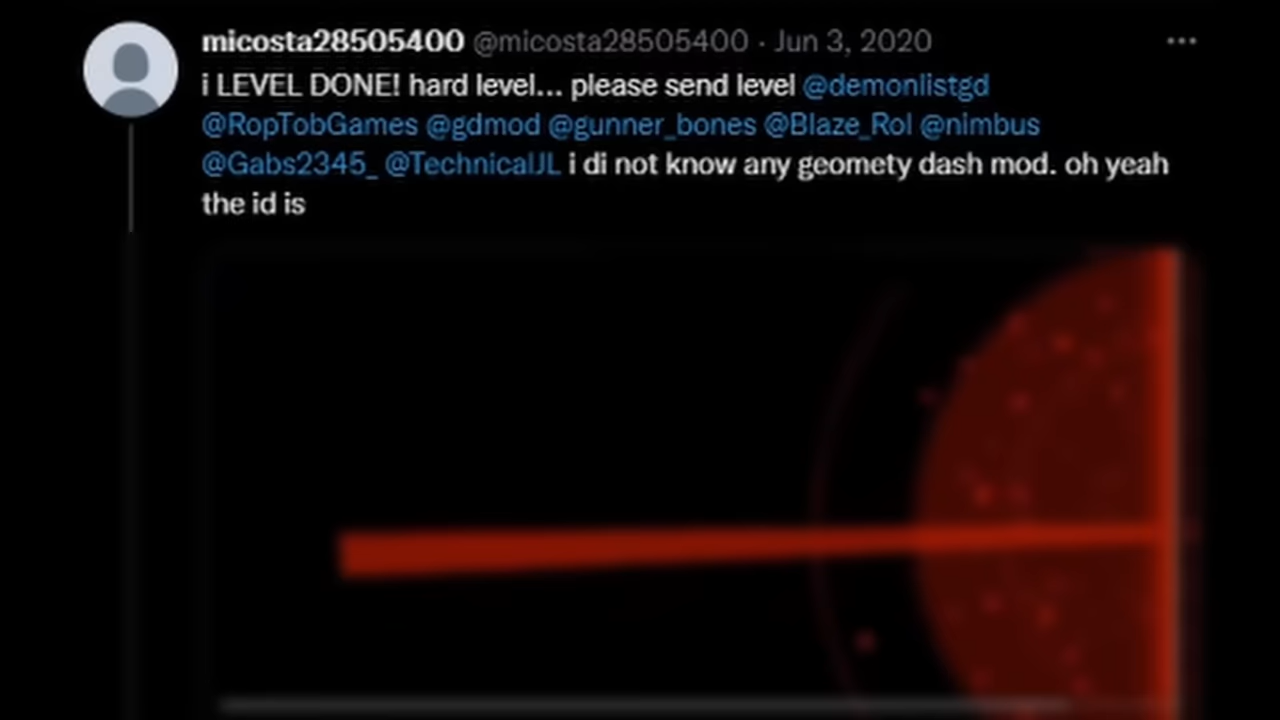 micosta28505400 @micosta28505400 · Jun 3, 2020
i LEVEL DONE! hard level... please send level @demonlistgd
@RopTobGames @gdmod @gunner_bones @Blaze_Rol @nimbus
@Gabs2345_ @TechnicalJL i di not know any geomety dash mod. oh yeah
the id is